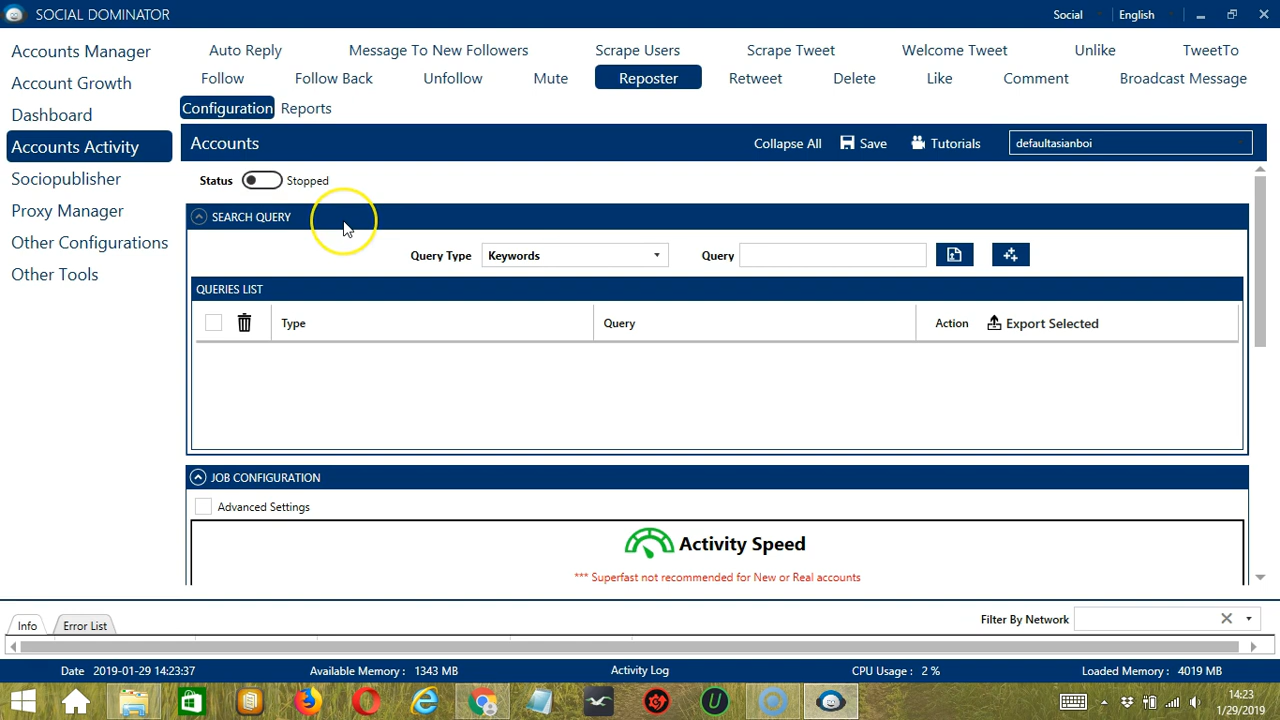 SOCIAL DOMINATOR
Social English
Accounts Manager
Account Growth
Dashboard
Accounts Activity
Sociopublisher
Proxy Manager
Other Configurations
Other Tools
Auto Reply Message To New Followers Scrape Users Scrape Tweet Welcome Tweet Unlike TweetTo
Follow Follow Back Unfollow Mute Reposter Retweet Delete Like Comment Broadcast Message
Configuration Reports
Accounts Collapse All Save Tutorials defaultasianboi
Status Stopped
SEARCH QUERY
Query Type Keywords Query
QUERIES LIST
Type Query Action Export Selected
JOB CONFIGURATION
Advanced Settings
Activity Speed
*** Superfast not recommended for New or Real accounts
Info Error List Filter By Network
Date 2019-01-29 14:23:37 Available Memory : 1343 MB Activity Log CPU Usage : 2 % Loaded Memory : 4019 MB
14:23
1/29/2019